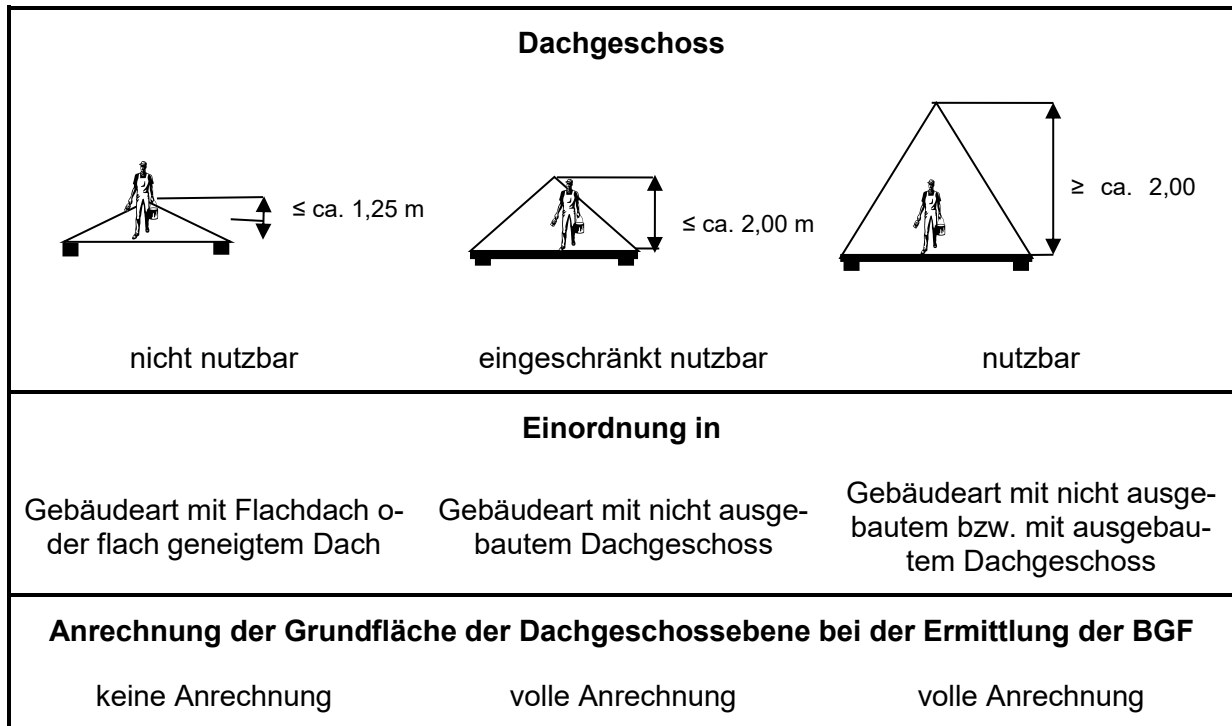 Dachgeschoss
≤ ca. 1,25 m
≤ ca. 2,00 m
≥ ca. 2,00
nicht nutzbar
eingeschränkt nutzbar
nutzbar
Einordnung in
Gebäudeart mit Flachdach o-
der flach geneigtem Dach
Gebäudeart mit nicht ausge-
bautem Dachgeschoss
Gebäudeart mit nicht ausge-
bautem bzw. mit ausgebau-
tem Dachgeschoss
Anrechnung der Grundfläche der Dachgeschossebene bei der Ermittlung der BGF
keine Anrechnung
volle Anrechnung
volle Anrechnung